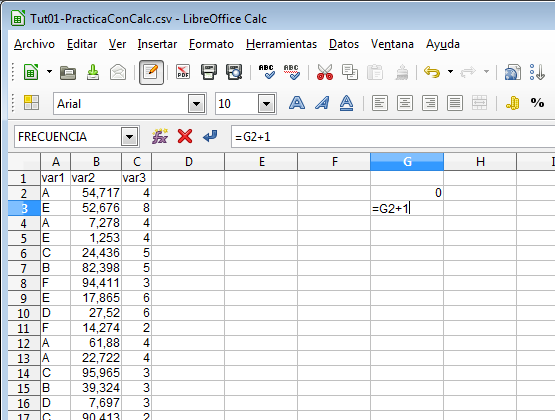 Tut01-PracticaConCalc.csv - LibreOffice Calc
Archivo Editar Ver Insertar Formato Herramientas Datos Ventana Ayuda
PDF ABC ABC
Arial 10 A A A %
FRECUENCIA fx =G2+1
A B C D E F G H I
1 var1 var2 var3
2 A 54,717 4 0
3 E 52,676 8 =G2+1
4 A 7,278 4
5 E 1,253 4
6 C 24,436 5
7 B 82,398 5
8 F 94,411 3
9 E 17,865 6
10 D 27,52 6
11 F 14,274 2
12 A 61,88 4
13 A 22,722 4
14 C 95,965 3
15 B 39,324 3
16 D 7,697 3
17 C 90,413 2